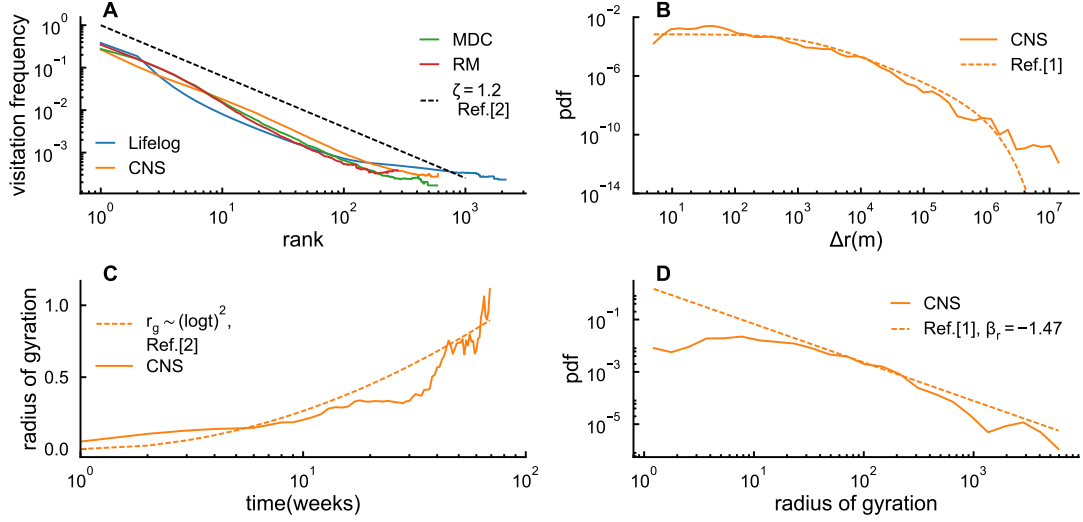 A
visitation frequency
10^0
10^-1
10^-2
10^-3
MDC
RM
ζ = 1.2
Ref.[2]
Lifelog
CNS
10^0 10^1 10^2 10^3
rank
B
pdf
10^-2
10^-6
10^-10
10^-14
CNS
Ref.[1]
10^1 10^2 10^3 10^4 10^5 10^6 10^7
Δr(m)
C
radius of gyration
1.0
0.5
0.0
r_g ~ (logt)^2,
Ref.[2]
CNS
10^0 10^1 10^2
time(weeks)
D
pdf
10^-1
10^-3
10^-5
CNS
Ref.[1], β_r = −1.47
10^0 10^1 10^2 10^3
radius of gyration